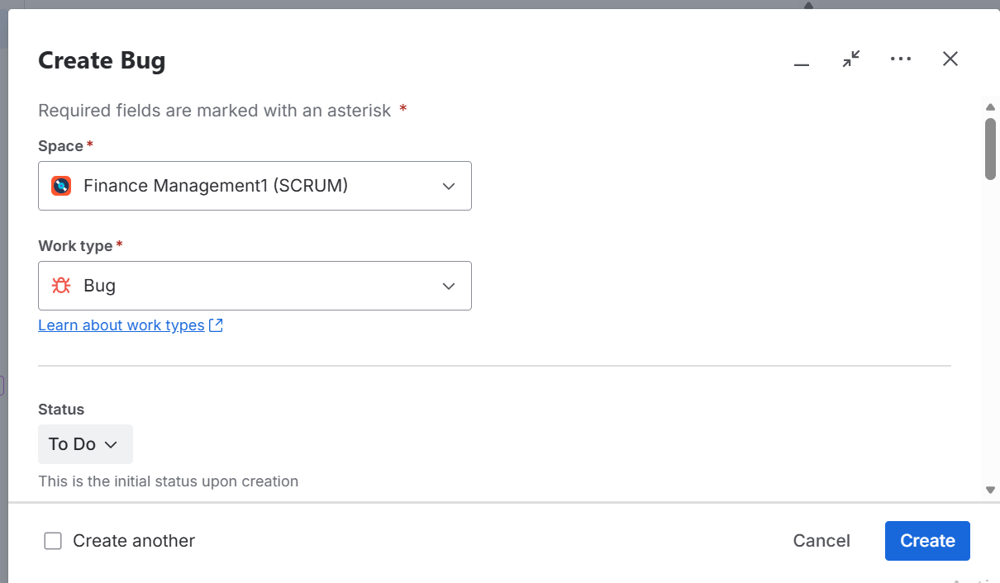 Create Bug
Required fields are marked with an asterisk *
Space *
Finance Management1 (SCRUM)
Work type *
Bug
Learn about work types
Status
To Do
This is the initial status upon creation
Create another
Cancel
Create